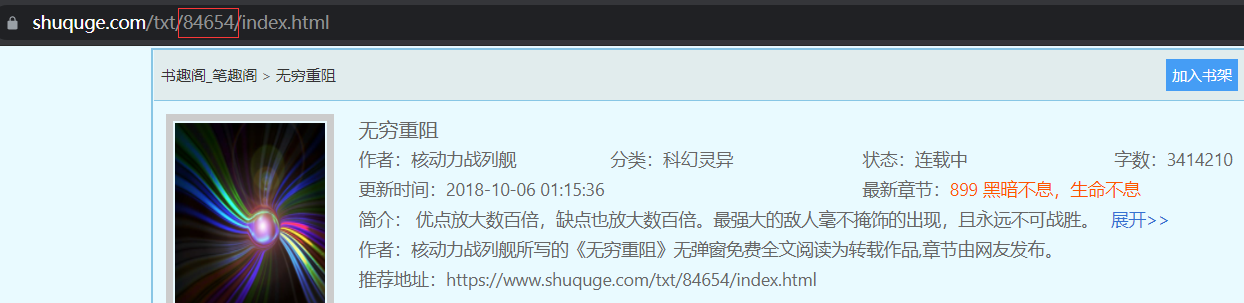 shuquge.com/txt/84654/index.html
书趣阁_笔趣阁 > 无穷重阻
加入书架
无穷重阻
作者：核动力战列舰 分类：科幻灵异 状态：连载中 字数：3414210
更新时间：2018-10-06 01:15:36 最新章节：899 黑暗不息，生命不息
简介： 优点放大数百倍，缺点也放大数百倍。最强大的敌人毫不掩饰的出现，且永远不可战胜。 展开>>
作者：核动力战列舰所写的《无穷重阻》无弹窗免费全文阅读为转载作品,章节由网友发布。
推荐地址：https://www.shuquge.com/txt/84654/index.html